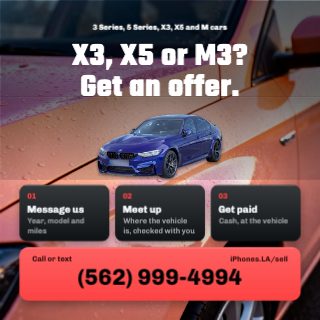 3 Series, 5 Series, X3, X5 and M cars
X3, X5 or M3?
Get an offer.
01
Message us
Year, model and
miles
02
Meet up
Where the vehicle
is, checked with you
03
Get paid
Cash, at the vehicle
Call or text
iPhones.LA/sell
(562) 999-4994